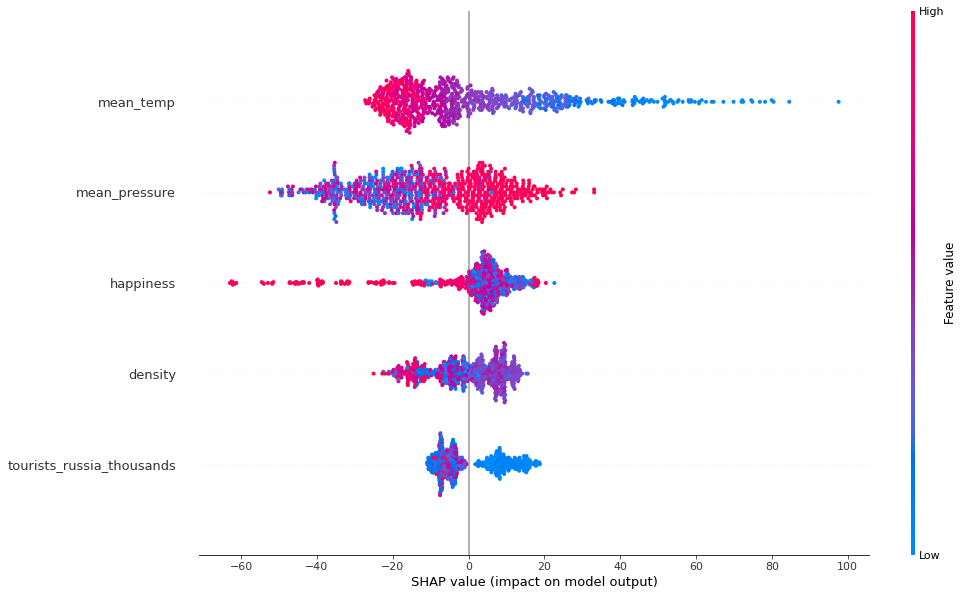 High
mean_temp
mean_pressure
happiness
density
tourists_russia_thousands
Feature value
Low
−60 −40 −20 0 20 40 60 80 100
SHAP value (impact on model output)